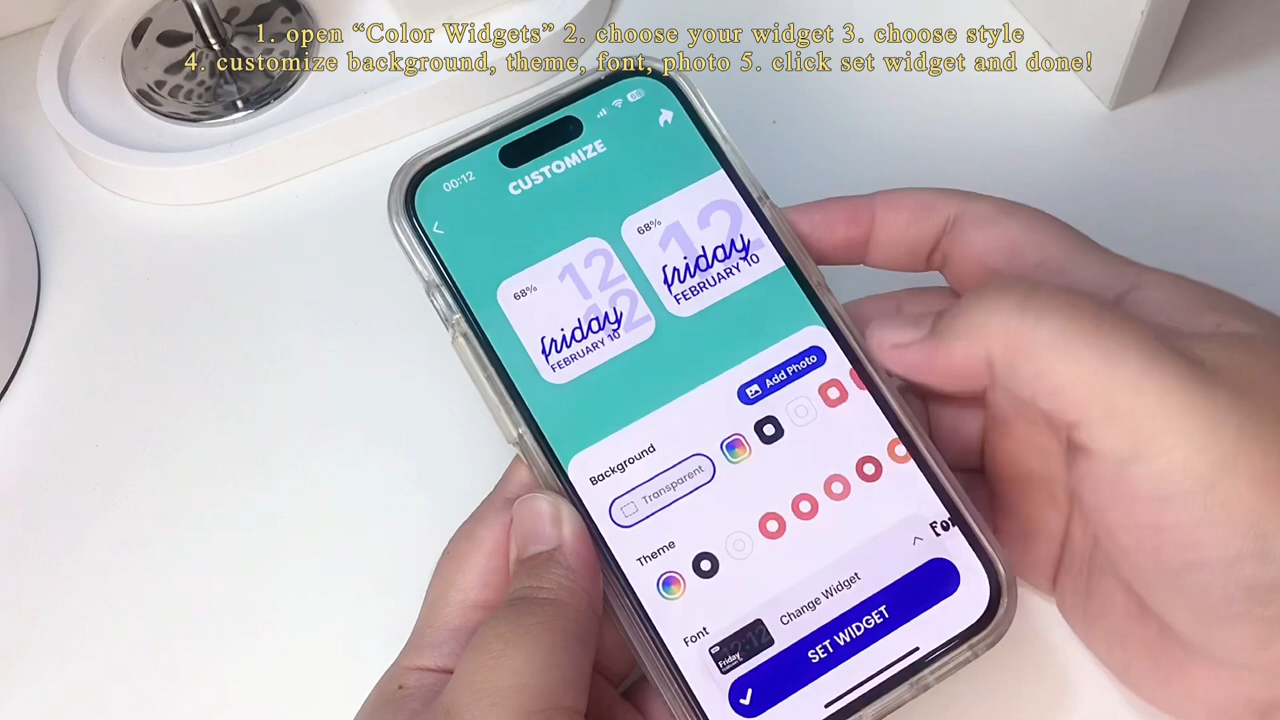 1. open “Color Widgets” 2. choose your widget 3. choose style
4. customize background, theme, font, photo 5. click set widget and done!
00:12
CUSTOMIZE
68%
12
12
friday
FEBRUARY 10
68%
12
friday
FEBRUARY 10
Add Photo
Background
Transparent
Theme
Font
Change Widget
Friday
SET WIDGET